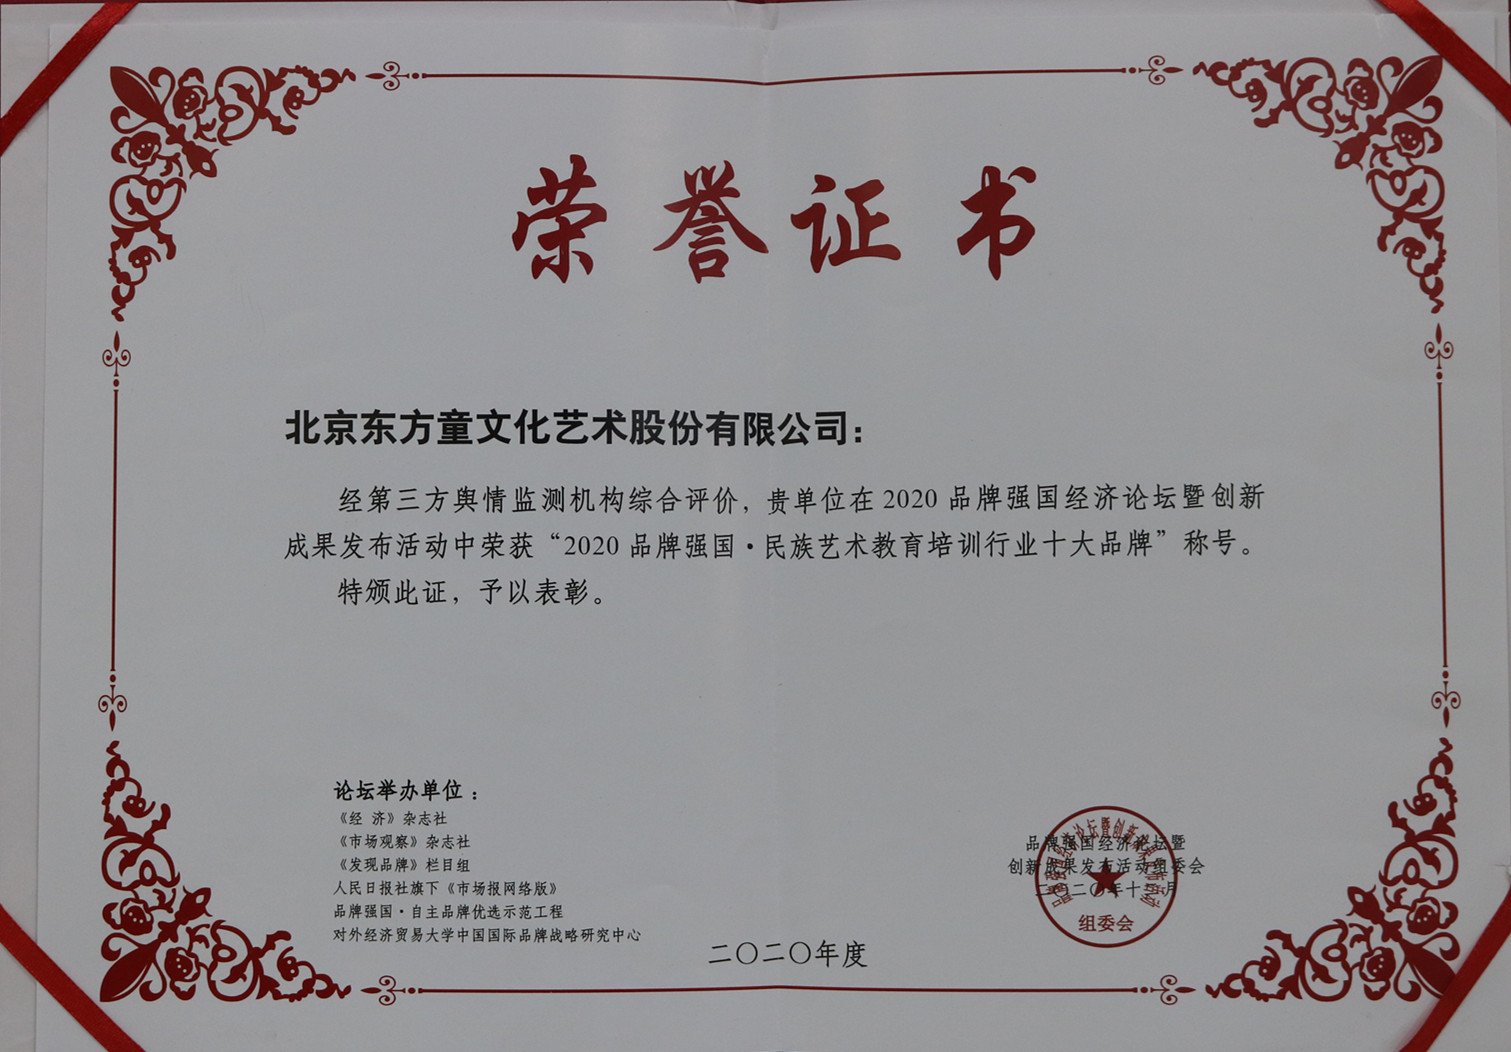 荣誉证书
北京东方童文化艺术股份有限公司：
经第三方舆情监测机构综合评价，贵单位在2020品牌强国经济论坛暨创新
成果发布活动中荣获“2020品牌强国·民族艺术教育培训行业十大品牌”称号。
特颁此证，予以表彰。
论坛举办单位：
《经 济》杂志社
《市场观察》杂志社
《发现品牌》栏目组
人民日报社旗下《市场报网络版》
品牌强国·自主品牌优选示范工程
对外经济贸易大学中国国际品牌战略研究中心
品牌强国经济论坛暨
创新成果发布活动组委会
二〇二〇年十 月
组委会
二〇二〇年度